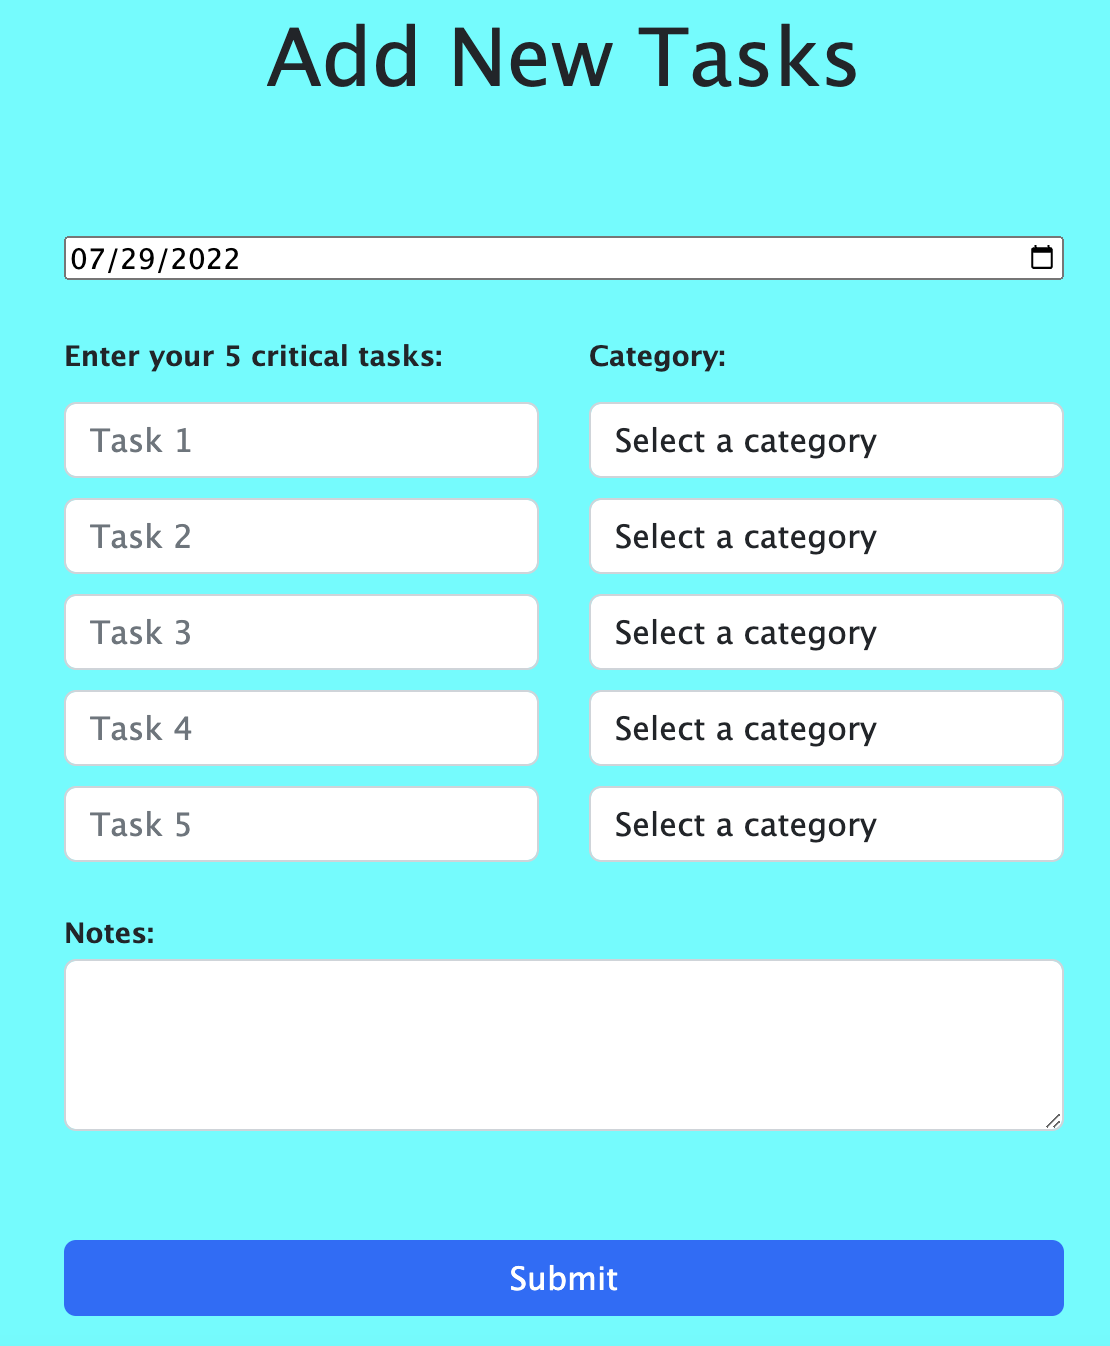 Add New Tasks
07/29/2022
Enter your 5 critical tasks: Category:
Task 1 Select a category
Task 2 Select a category
Task 3 Select a category
Task 4 Select a category
Task 5 Select a category
Notes:
Submit